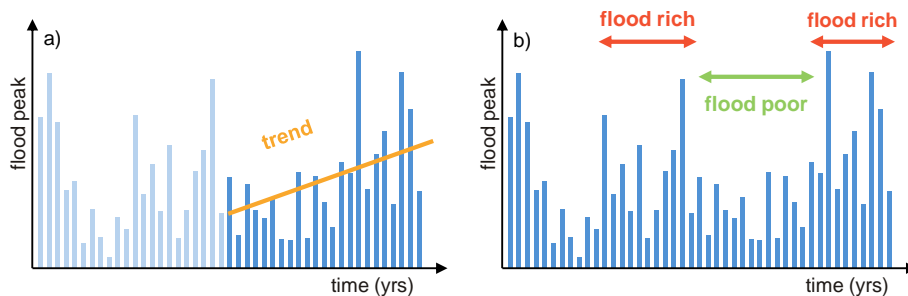 a)
flood peak
trend
time (yrs)
b)
flood rich
flood rich
flood poor
flood peak
time (yrs)